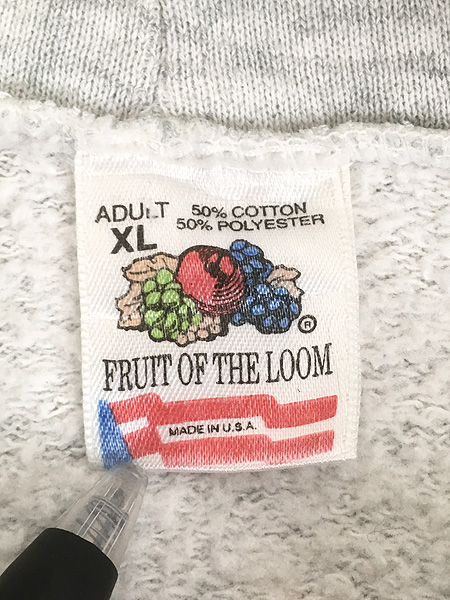 ADULT
XL
50% COTTON
50% POLYESTER
®
FRUIT OF THE LOOM
MADE IN U.S.A.